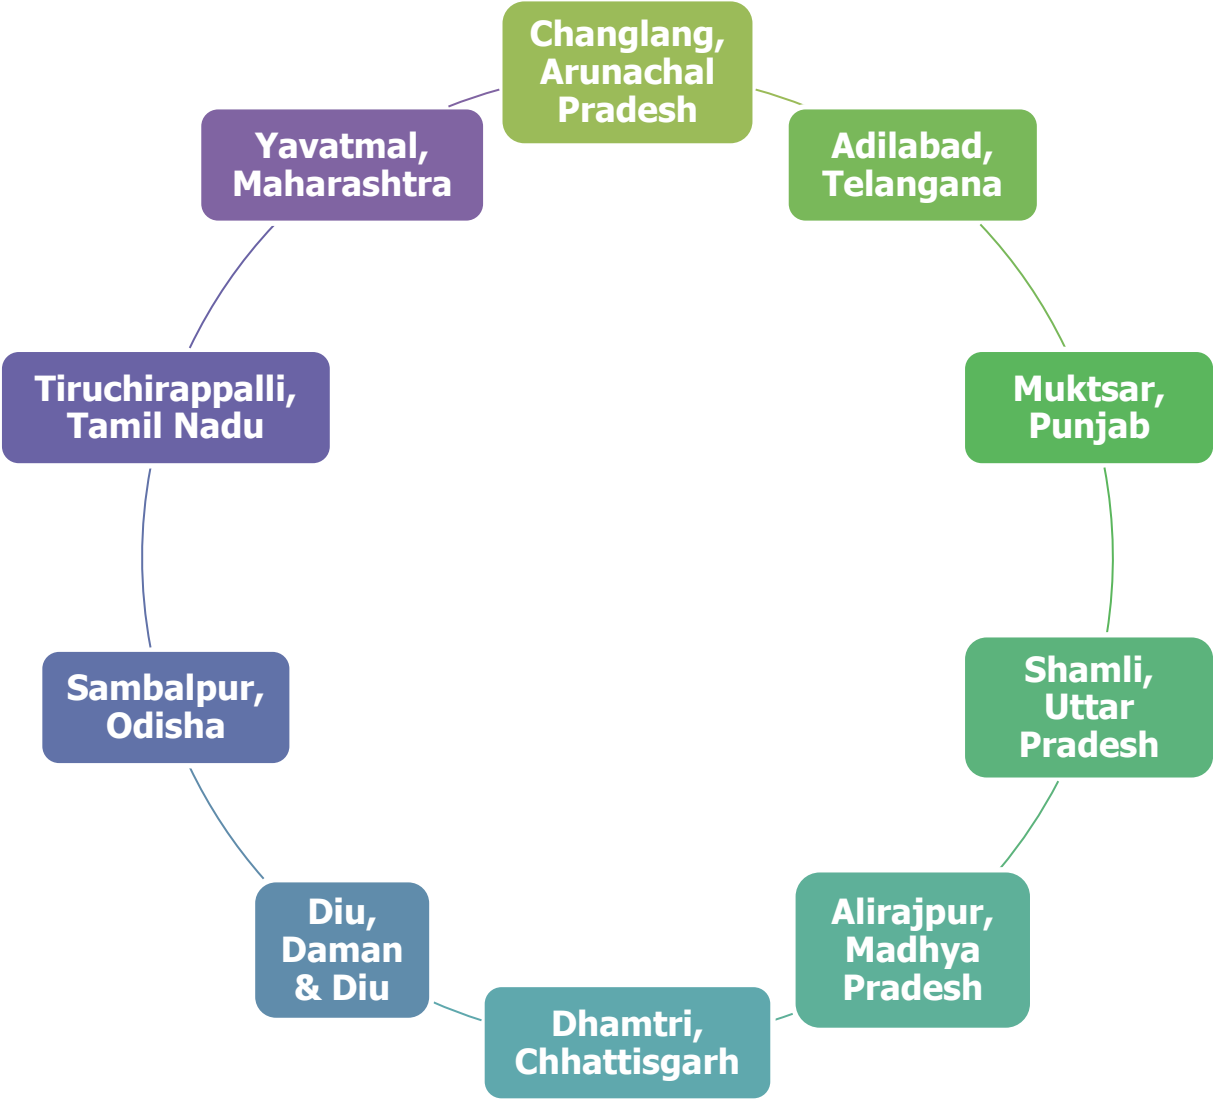 Changlang,
Arunachal
Pradesh
Adilabad,
Telangana
Muktsar,
Punjab
Shamli,
Uttar
Pradesh
Alirajpur,
Madhya
Pradesh
Dhamtri,
Chhattisgarh
Diu,
Daman
& Diu
Sambalpur,
Odisha
Tiruchirappalli,
Tamil Nadu
Yavatmal,
Maharashtra